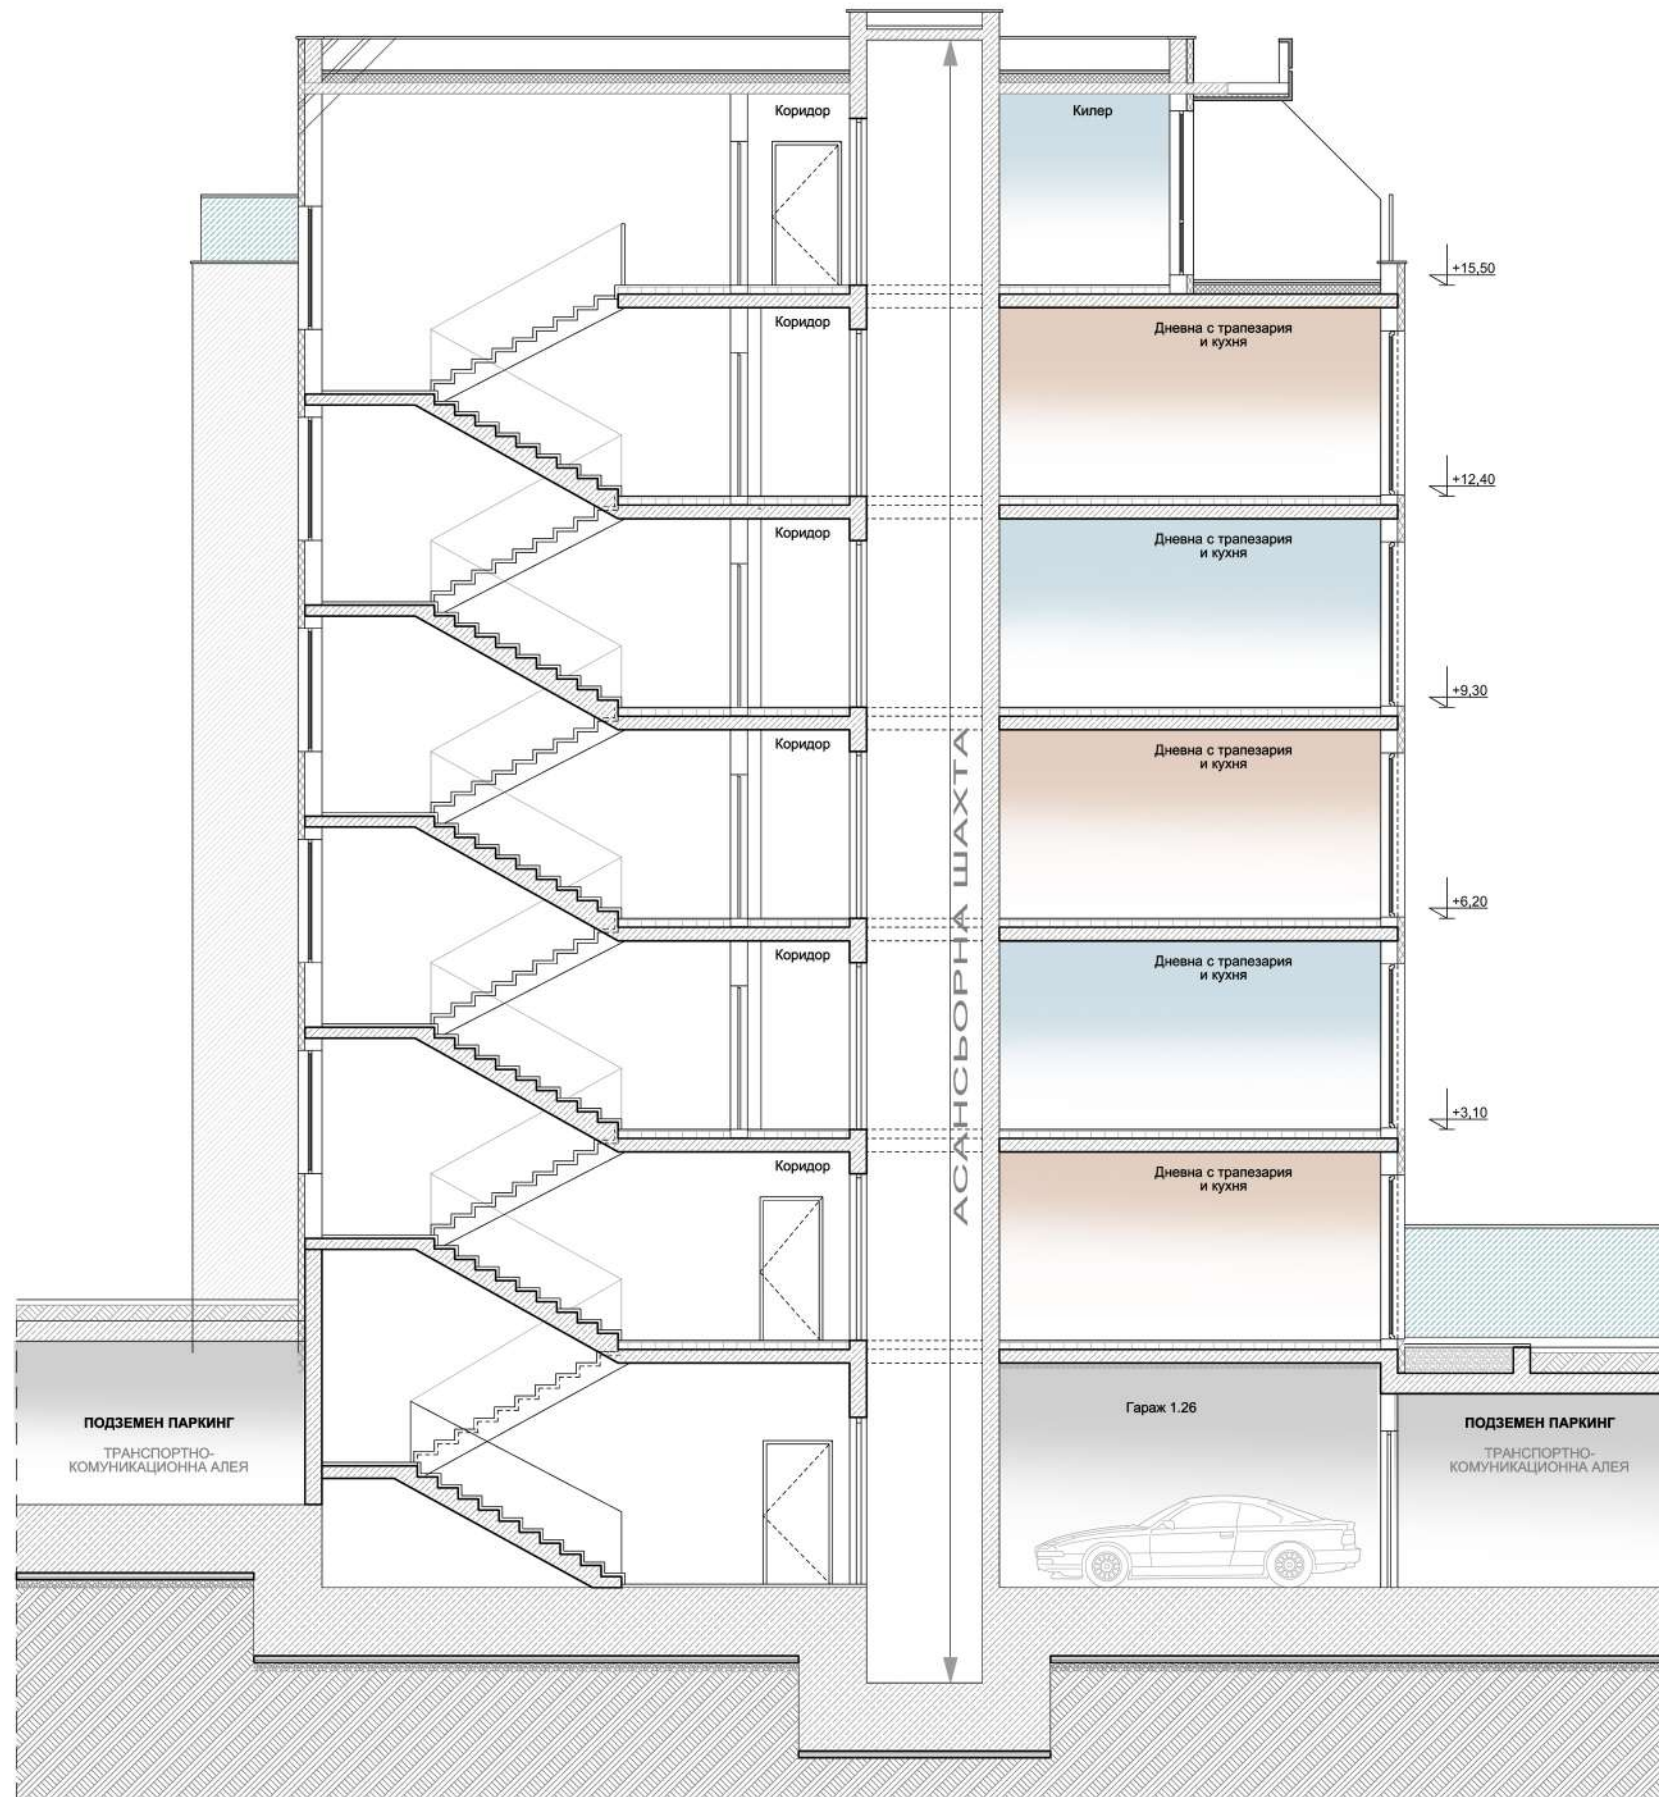 Коридор
Килер
+15,50
Коридор
Дневна с трапезария
и кухня
+12,40
Коридор
Дневна с трапезария
и кухня
+9,30
Коридор
Дневна с трапезария
и кухня
АСАНСЬОРНА ШАХТА
+6,20
Коридор
Дневна с трапезария
и кухня
+3,10
Коридор
Дневна с трапезария
и кухня
ПОДЗЕМЕН ПАРКИНГ
ТРАНСПОРТНО-
КОМУНИКАЦИОННА АЛЕЯ
Гараж 1.26
ПОДЗЕМЕН ПАРКИНГ
ТРАНСПОРТНО-
КОМУНИКАЦИОННА АЛЕЯ